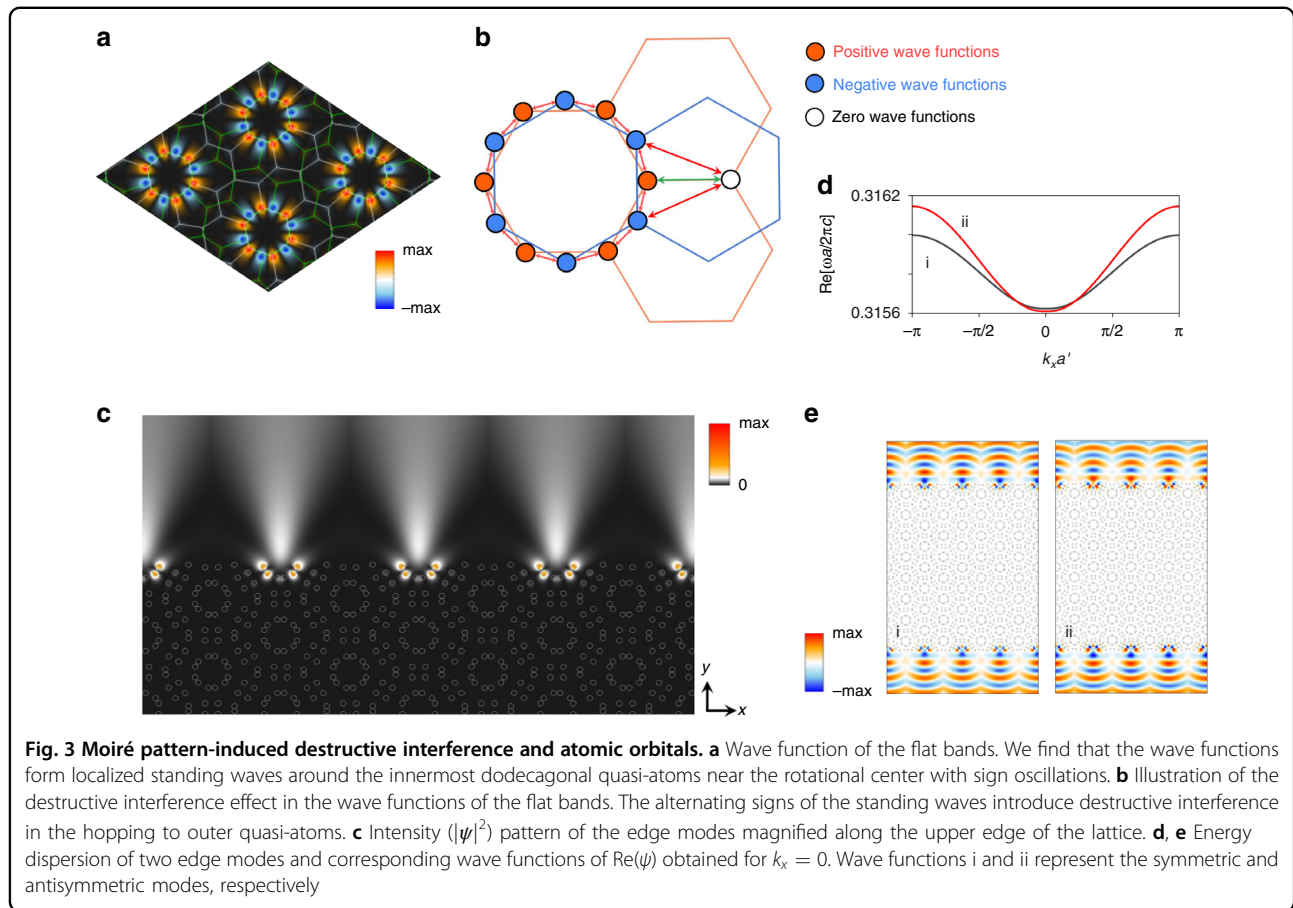 a
b
Positive wave functions
Negative wave functions
Zero wave functions
max
–max
d
0.3162
0.3156
Re[ωa/2πc]
ii
i
–π
–π/2
0
π/2
π
kₓa'
c
max
0
y
x
e
i
ii
max
–max
Fig. 3 Moiré pattern-induced destructive interference and atomic orbitals. a Wave function of the flat bands. We find that the wave functions
form localized standing waves around the innermost dodecagonal quasi-atoms near the rotational center with sign oscillations. b Illustration of the
destructive interference effect in the wave functions of the flat bands. The alternating signs of the standing waves introduce destructive interference
in the hopping to outer quasi-atoms. c Intensity (|ψ|²) pattern of the edge modes magnified along the upper edge of the lattice. d, e Energy
dispersion of two edge modes and corresponding wave functions of Re(ψ) obtained for kₓ = 0. Wave functions i and ii represent the symmetric and
antisymmetric modes, respectively